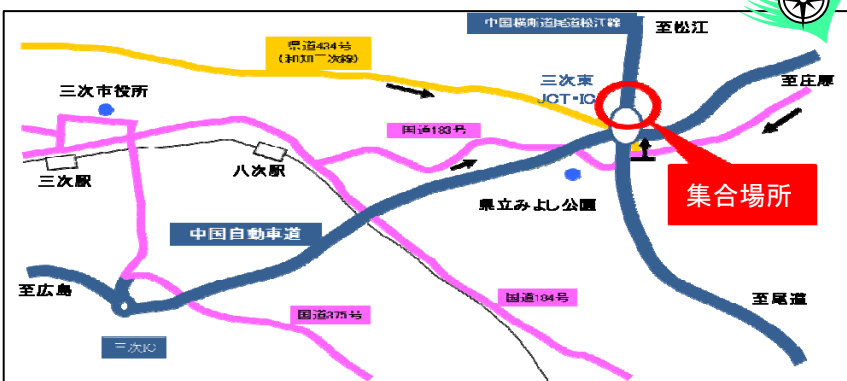 中国横断道尾道松江線
至松江
県道434号
(和知三次線)
三次東
JCT・IC
至庄原
三次市役所
国道183号
三次駅
八次駅
県立みよし公園
集合場所
中国自動車道
至広島
国道375号
国道184号
至尾道
三次IC